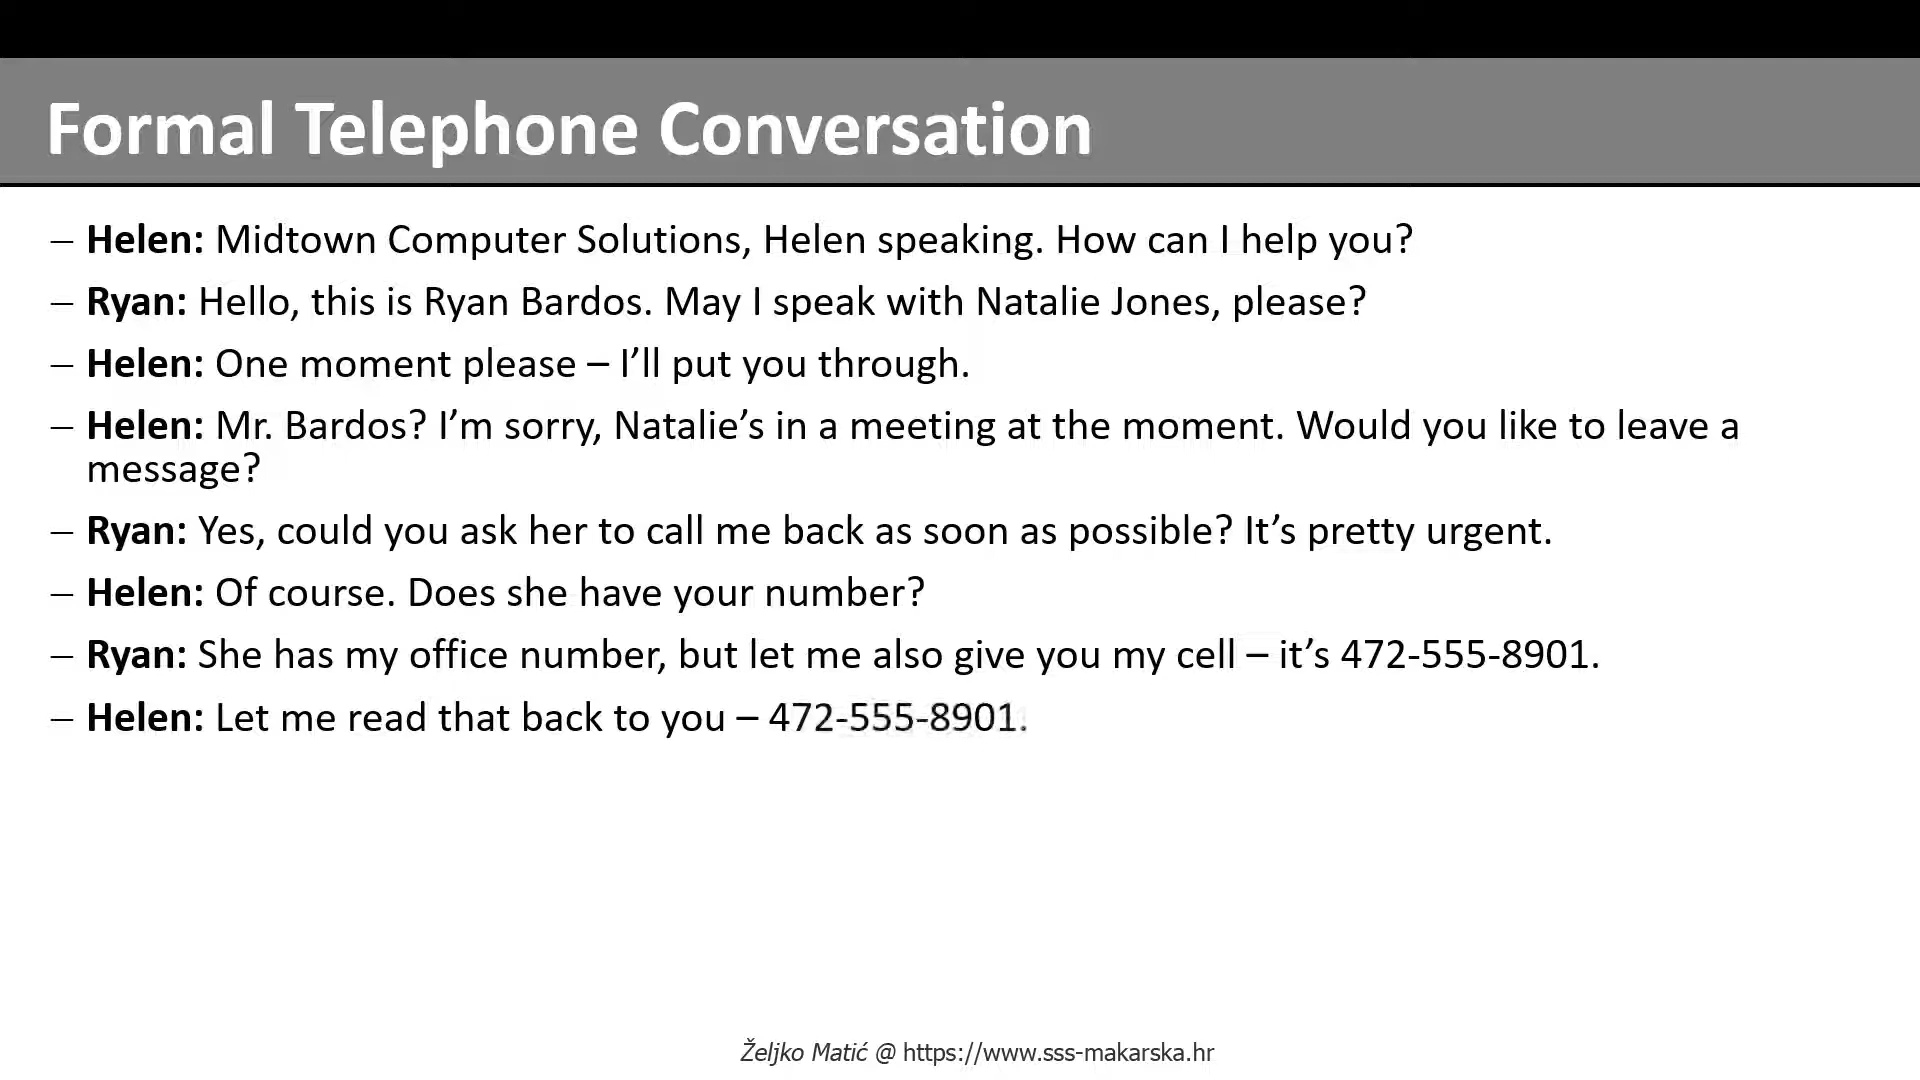 Formal Telephone Conversation
– Helen: Midtown Computer Solutions, Helen speaking. How can I help you?
– Ryan: Hello, this is Ryan Bardos. May I speak with Natalie Jones, please?
– Helen: One moment please – I’ll put you through.
– Helen: Mr. Bardos? I’m sorry, Natalie’s in a meeting at the moment. Would you like to leave a
message?
– Ryan: Yes, could you ask her to call me back as soon as possible? It’s pretty urgent.
– Helen: Of course. Does she have your number?
– Ryan: She has my office number, but let me also give you my cell – it’s 472-555-8901.
– Helen: Let me read that back to you – 472-555-8901.
Željko Matić @ https://www.sss-makarska.hr